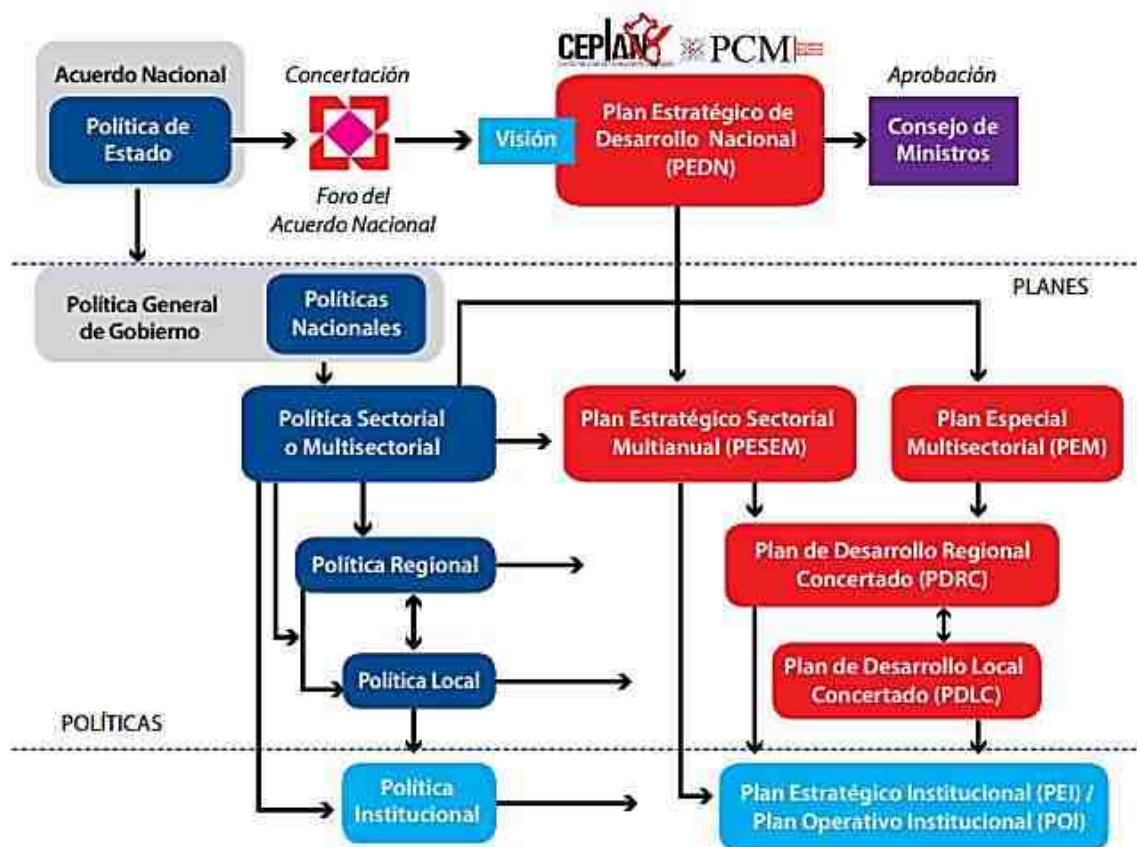 CEPLAN PCM
Acuerdo Nacional
Política de
Estado
Concertación
Foro del
Acuerdo Nacional
Visión
Plan Estratégico de
Desarrollo Nacional
(PEDN)
Aprobación
Consejo de
Ministros
PLANES
Política General
de Gobierno
Políticas
Nacionales
Política Sectorial
o Multisectorial
Plan Estratégico Sectorial
Multianual (PESEM)
Plan Especial
Multisectorial (PEM)
Política Regional
Plan de Desarrollo Regional
Concertado (PDRC)
Política Local
Plan de Desarrollo Local
Concertado (PDLC)
POLÍTICAS
Política
Institucional
Plan Estratégico Institucional (PEI) /
Plan Operativo Institucional (POI)